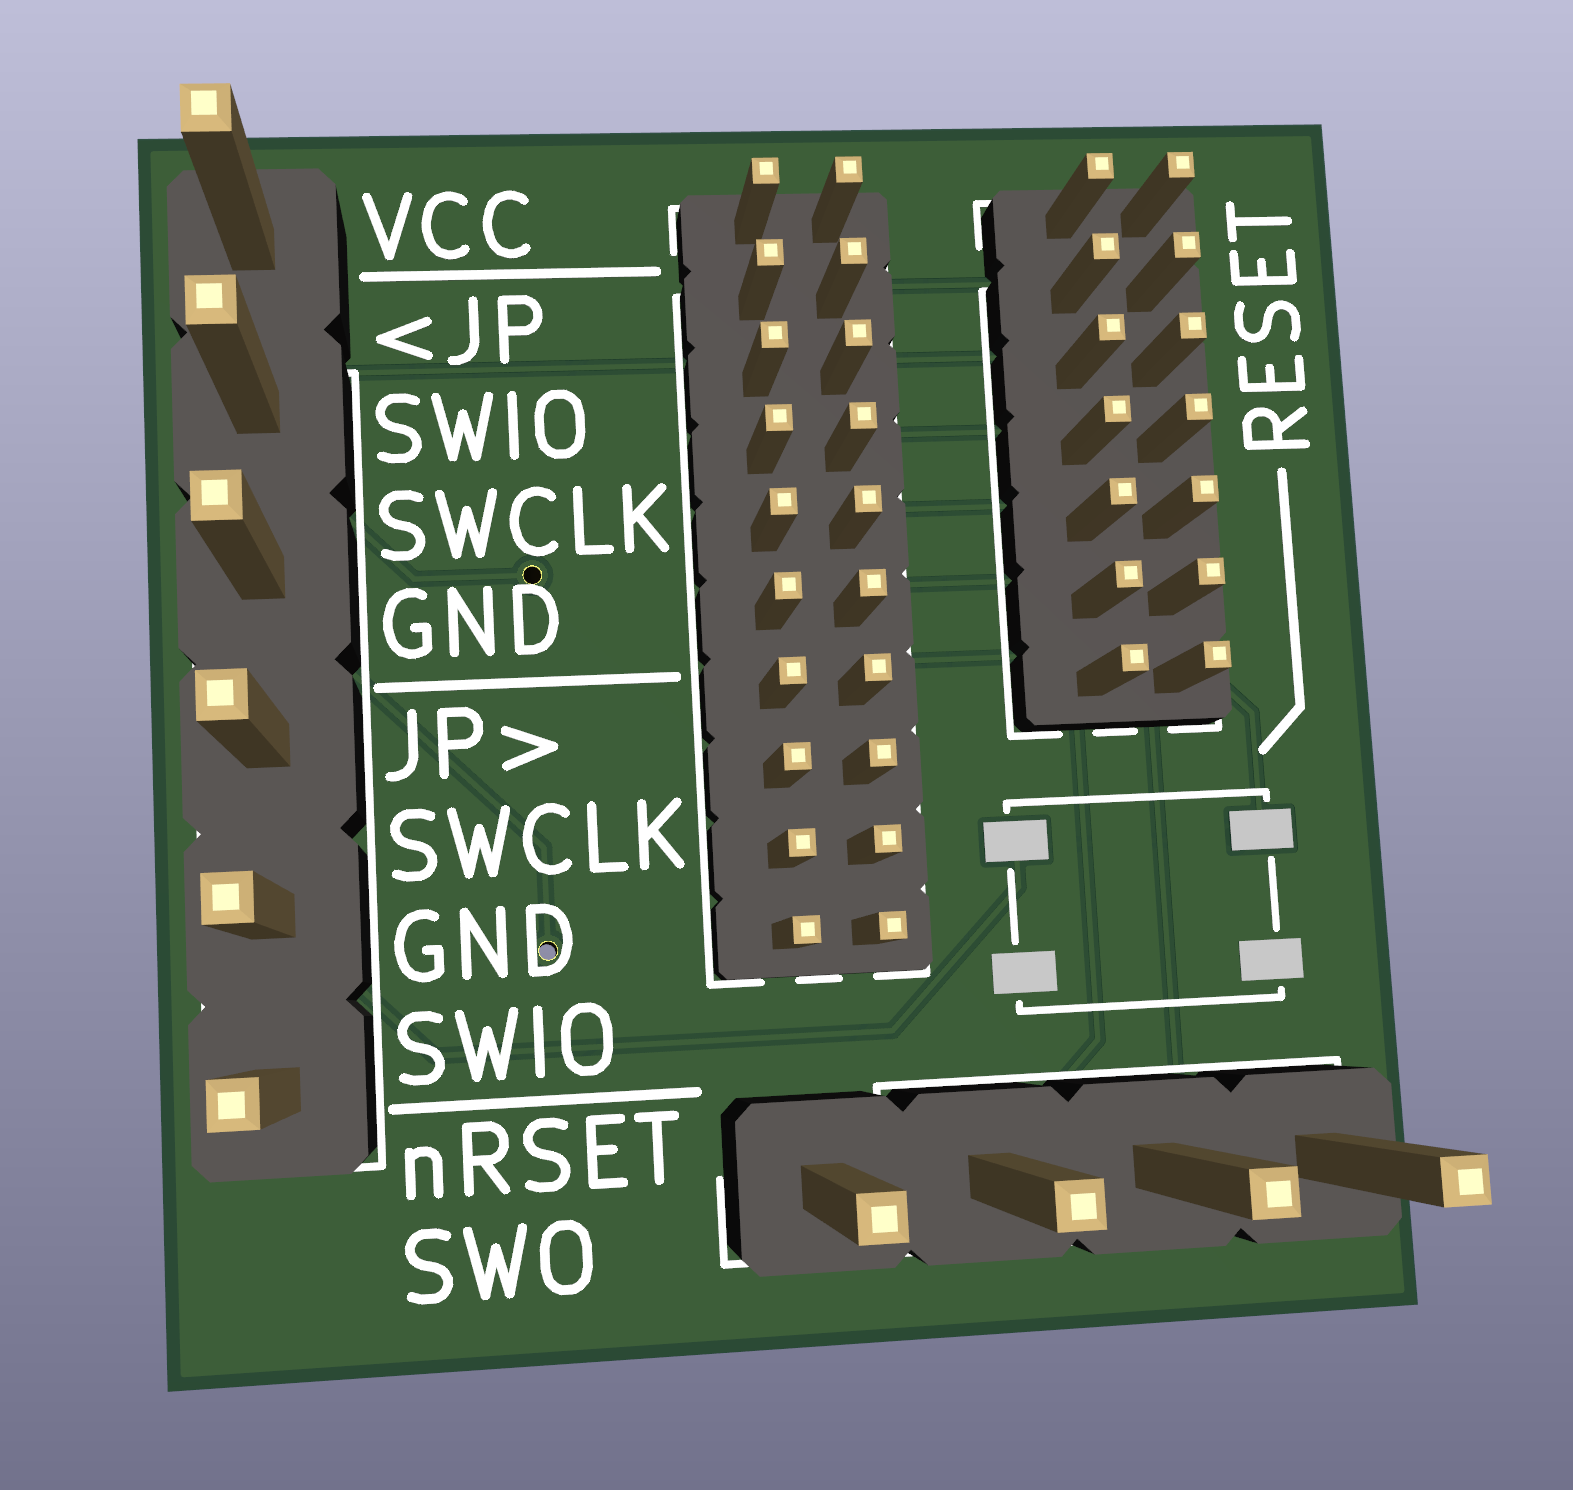 VCC
<JP
SWIO
SWCLK
GND
JP>
SWCLK
GND
SWIO
nRSET
SWO
RESET